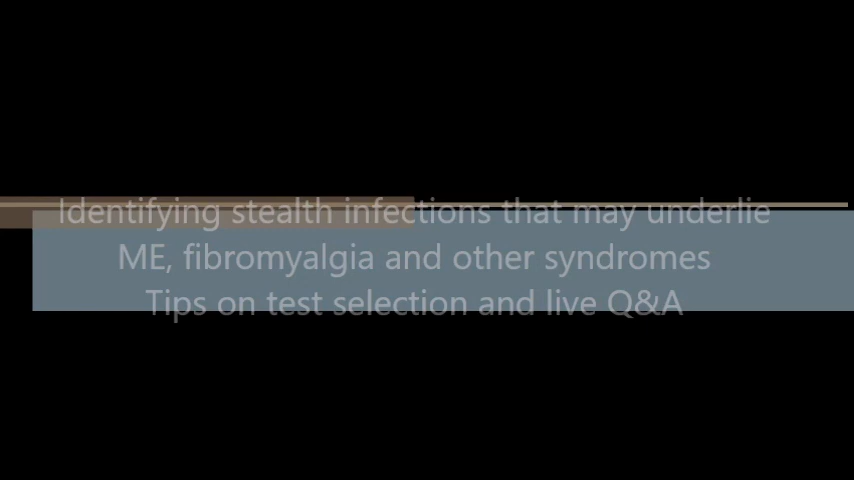 Identifying stealth infections that may underlie
ME, fibromyalgia and other syndromes
Tips on test selection and live Q&A